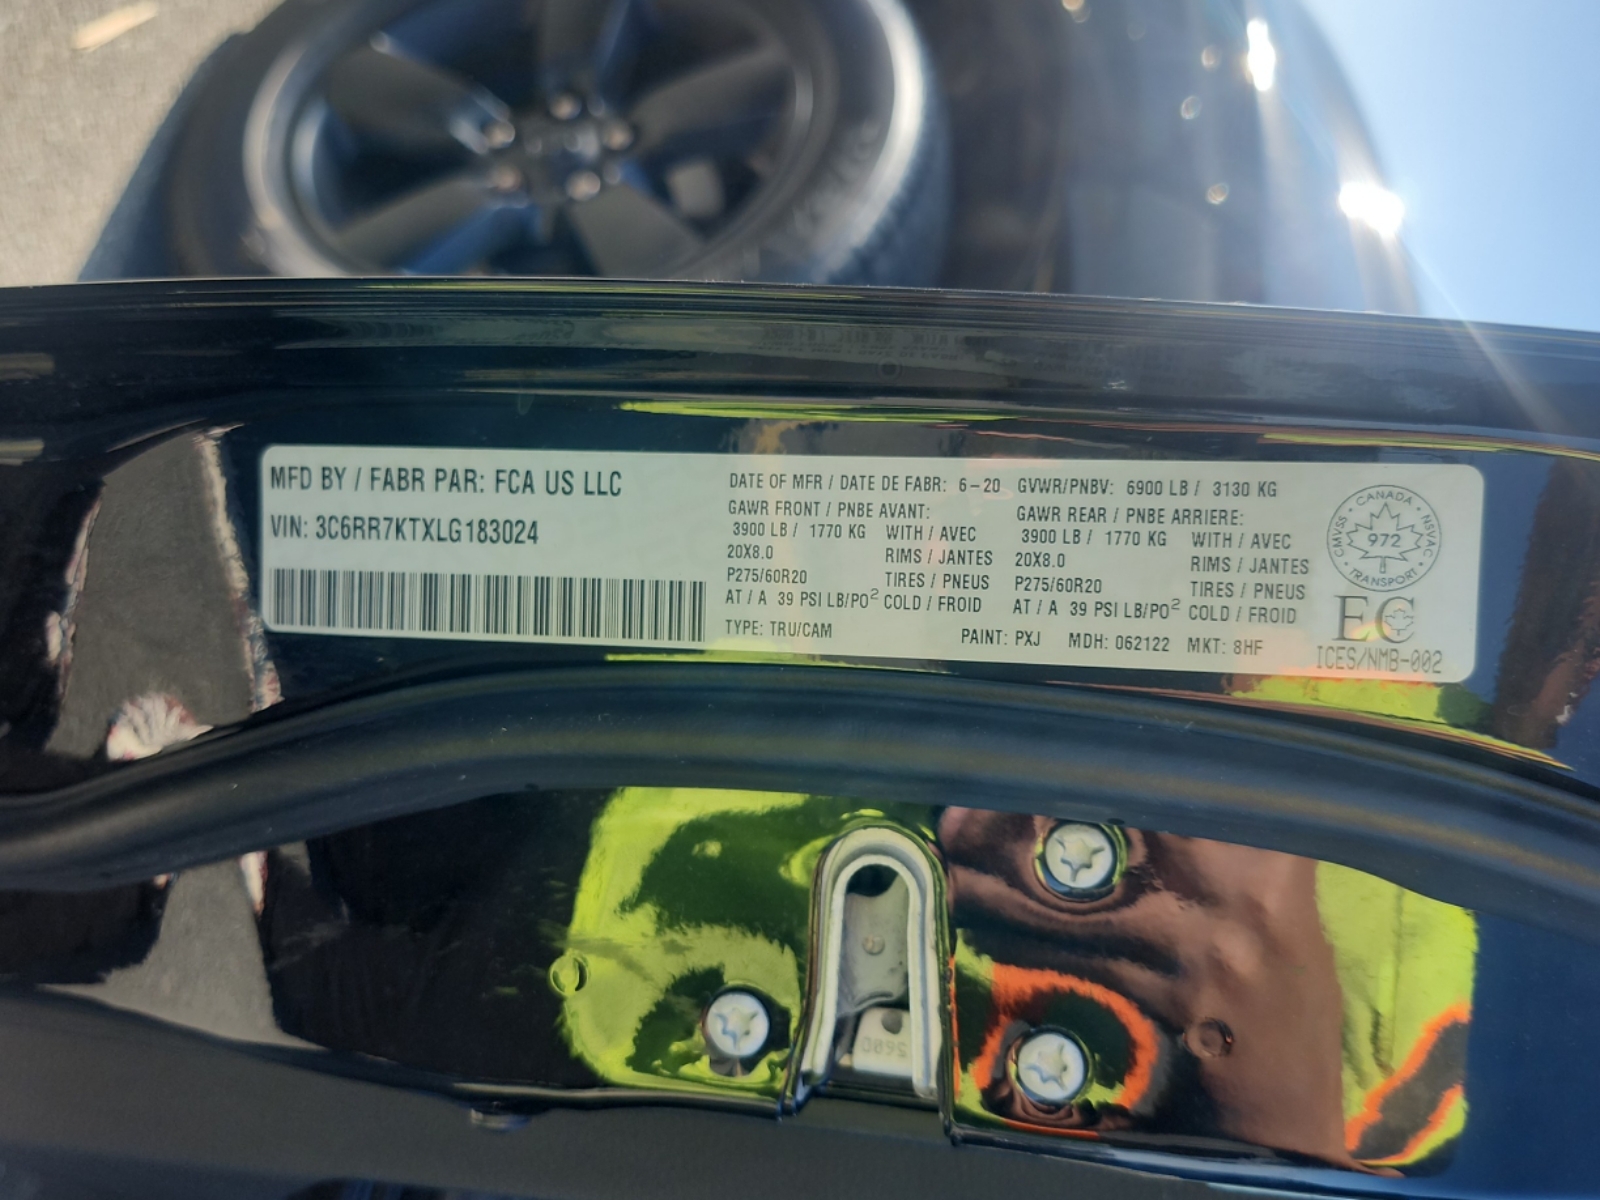 MFD BY / FABR PAR: FCA US LLC
VIN: 3C6RR7KTXLG183024
DATE OF MFR / DATE DE FABR: 6-20 GVWR/PNBV: 6900 LB / 3130 KG
GAWR FRONT / PNBE AVANT:
3900 LB / 1770 KG WITH / AVEC
20X8.0 RIMS / JANTES
P275/60R20 TIRES / PNEUS
AT / A 39 PSI LB/PO² COLD / FROID
GAWR REAR / PNBE ARRIERE:
3900 LB / 1770 KG WITH / AVEC
20X8.0 RIMS / JANTES
P275/60R20 TIRES / PNEUS
AT / A 39 PSI LB/PO² COLD / FROID
TYPE: TRU/CAM PAINT: PXJ MDH: 062122 MKT: 8HF
CANADA
CMVSS NSVAC
972
TRANSPORT
EC
ICES/NMB-002